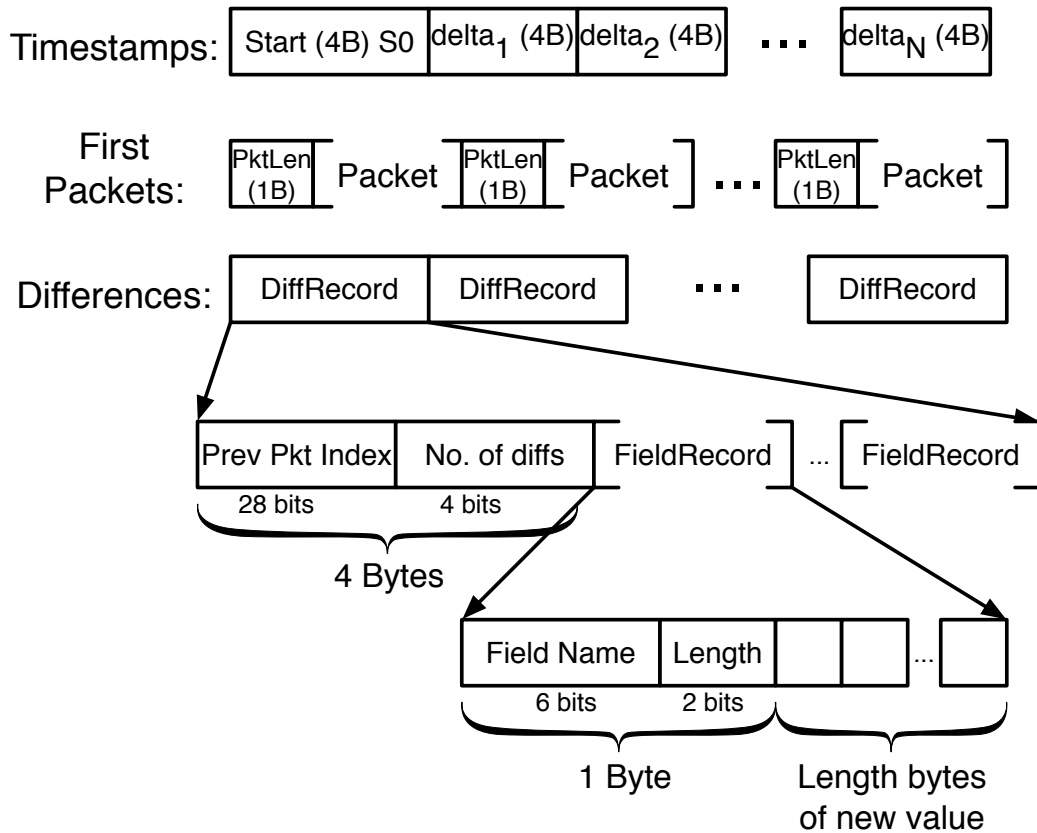 Timestamps: Start (4B) S0 delta1 (4B) delta2 (4B) ... deltaN (4B)
First
Packets:
PktLen
(1B)
Packet
PktLen
(1B)
Packet
...
PktLen
(1B)
Packet
Differences: DiffRecord DiffRecord ... DiffRecord
Prev Pkt Index No. of diffs FieldRecord ... FieldRecord
28 bits 4 bits
4 Bytes
Field Name Length ...
6 bits 2 bits
1 Byte
Length bytes
of new value